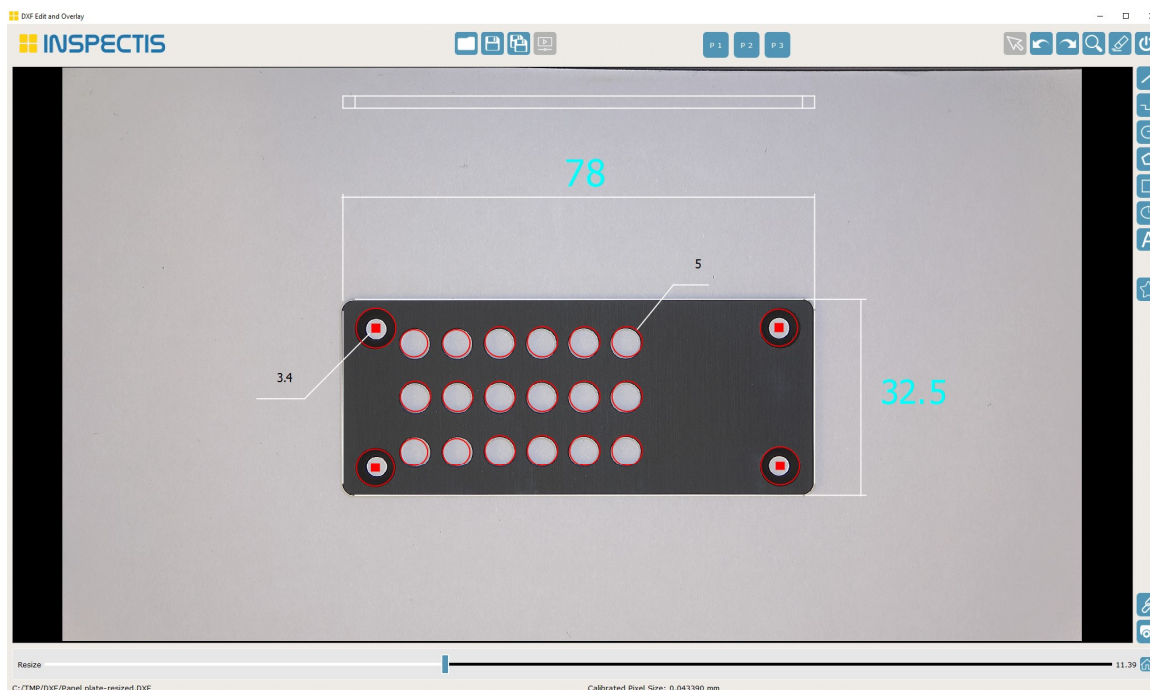 DXF Edit and Overlay
INSPECTIS
P 1 P 2 P 3
78
5
3.4
32.5
Resize
11.39
C:/TMP/DXF/Panel plate-resized.DXF
Calibrated Pixel Size: 0.043390 mm